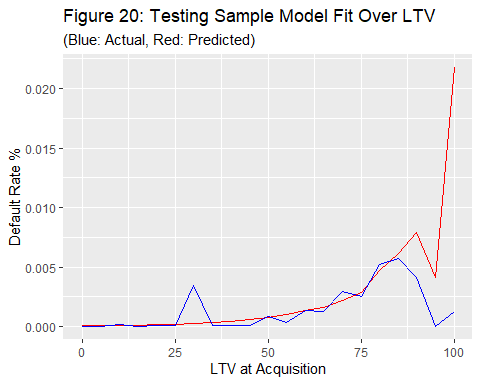 Figure 20: Testing Sample Model Fit Over LTV
(Blue: Actual, Red: Predicted)
0.020
0.015
0.010
0.005
0.000
Default Rate %
0 25 50 75 100
LTV at Acquisition